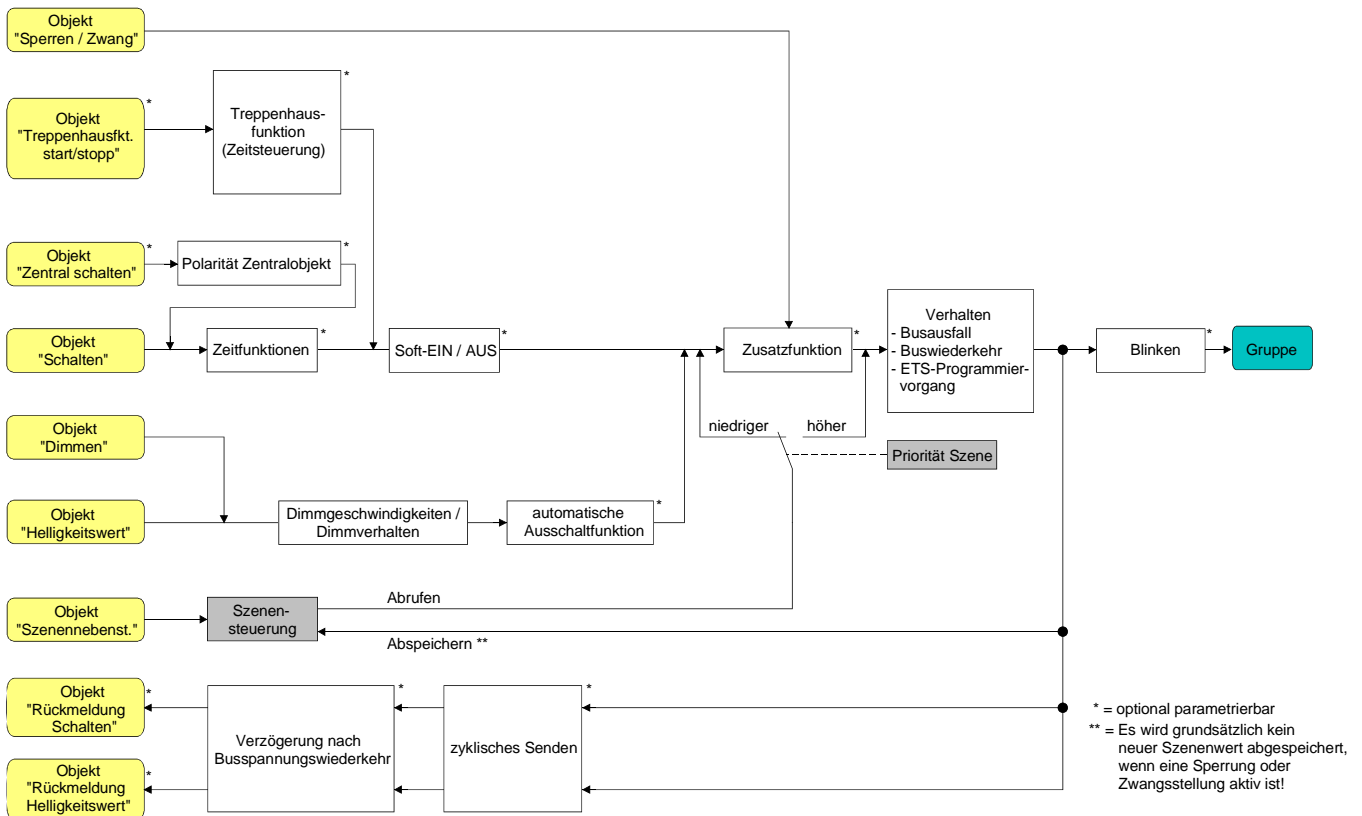 Objekt
"Sperren / Zwang"
*
Objekt
"Treppenhausfkt.
start/stopp"
*
Treppenhaus-
funktion
(Zeitsteuerung)
*
Objekt
"Zentral schalten"
*
Polarität Zentralobjekt
*
Objekt
"Schalten"
Zeitfunktionen
*
Soft-EIN / AUS
*
Zusatzfunktion
*
Verhalten
- Busausfall
- Buswiederkehr
- ETS-Programmier-
vorgang
Blinken
*
Gruppe
niedriger
höher
Priorität Szene
Objekt
"Dimmen"
Objekt
"Helligkeitswert"
Dimmgeschwindigkeiten /
Dimmverhalten
automatische
Ausschaltfunktion
*
Objekt
"Szenennebenst."
Szenen-
steuerung
Abrufen
Abspeichern **
Objekt
"Rückmeldung
Schalten"
*
Objekt
"Rückmeldung
Helligkeitswert"
*
Verzögerung nach
Busspannungswiederkehr
*
zyklisches Senden
*
* = optional parametrierbar
** = Es wird grundsätzlich kein
neuer Szenenwert abgespeichert,
wenn eine Sperrung oder
Zwangsstellung aktiv ist!